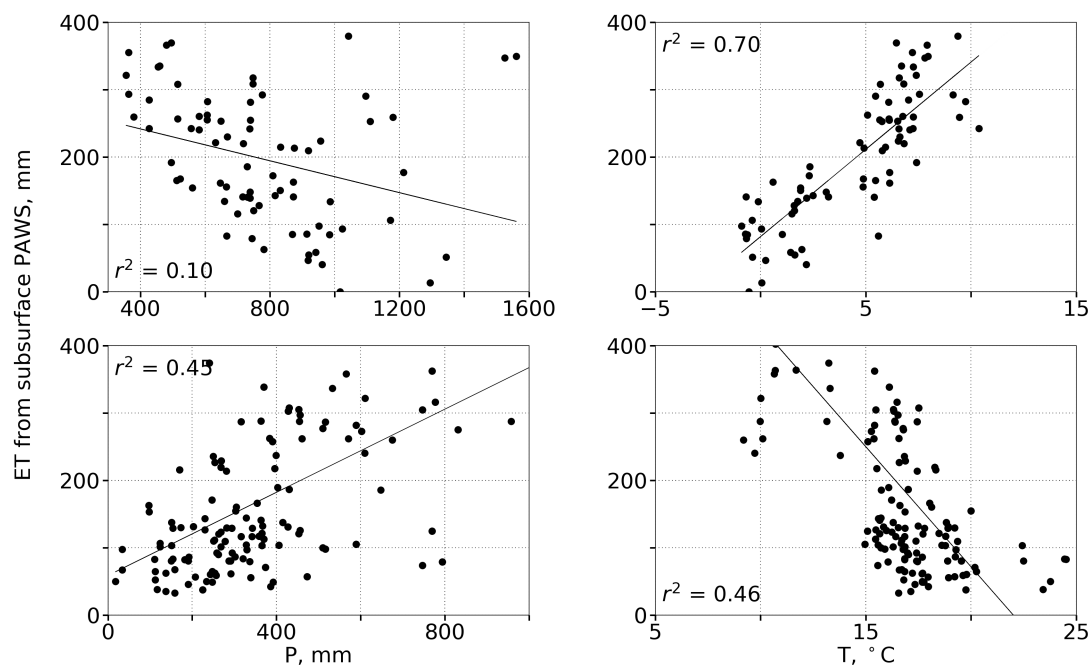 ET from subsurface PAWS, mm
400
200
0
r² = 0.10
400 800 1200 1600
400
200
0
r² = 0.70
−5 5 15
400
200
0
r² = 0.45
0 400 800
P, mm
400
200
0
r² = 0.46
5 15 25
T, °C